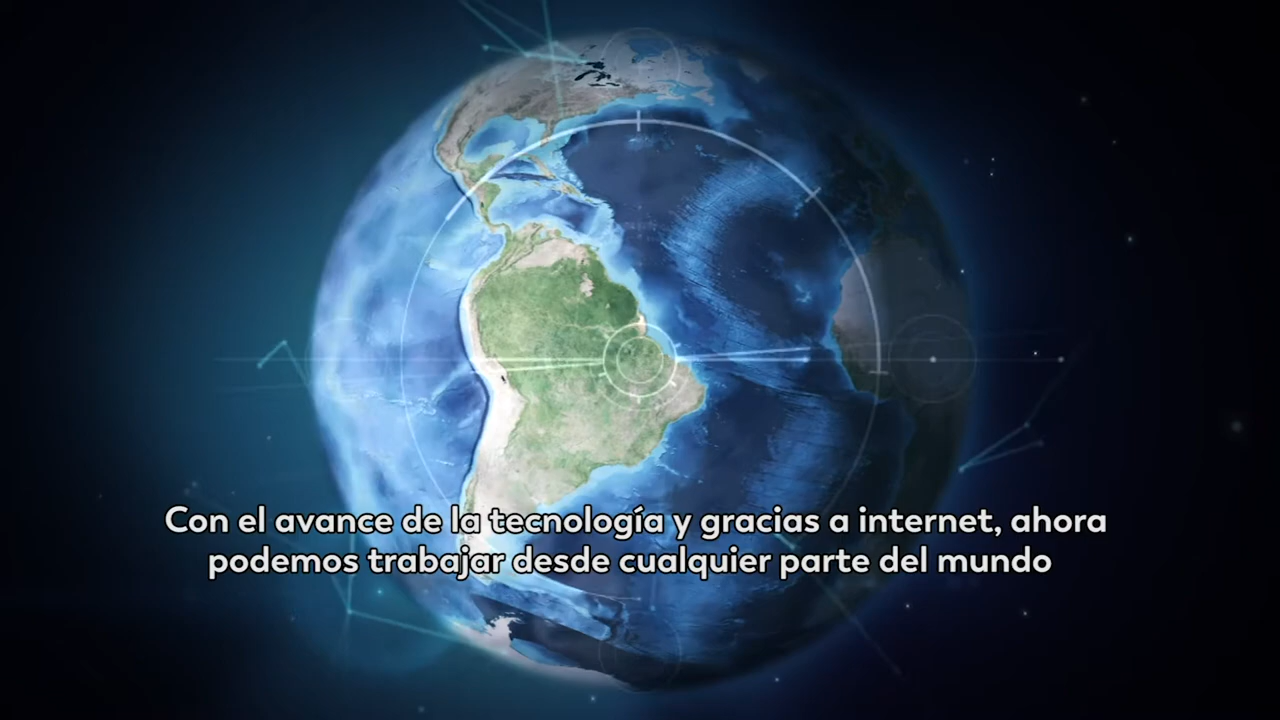 Con el avance de la tecnología y gracias a internet, ahora
podemos trabajar desde cualquier parte del mundo